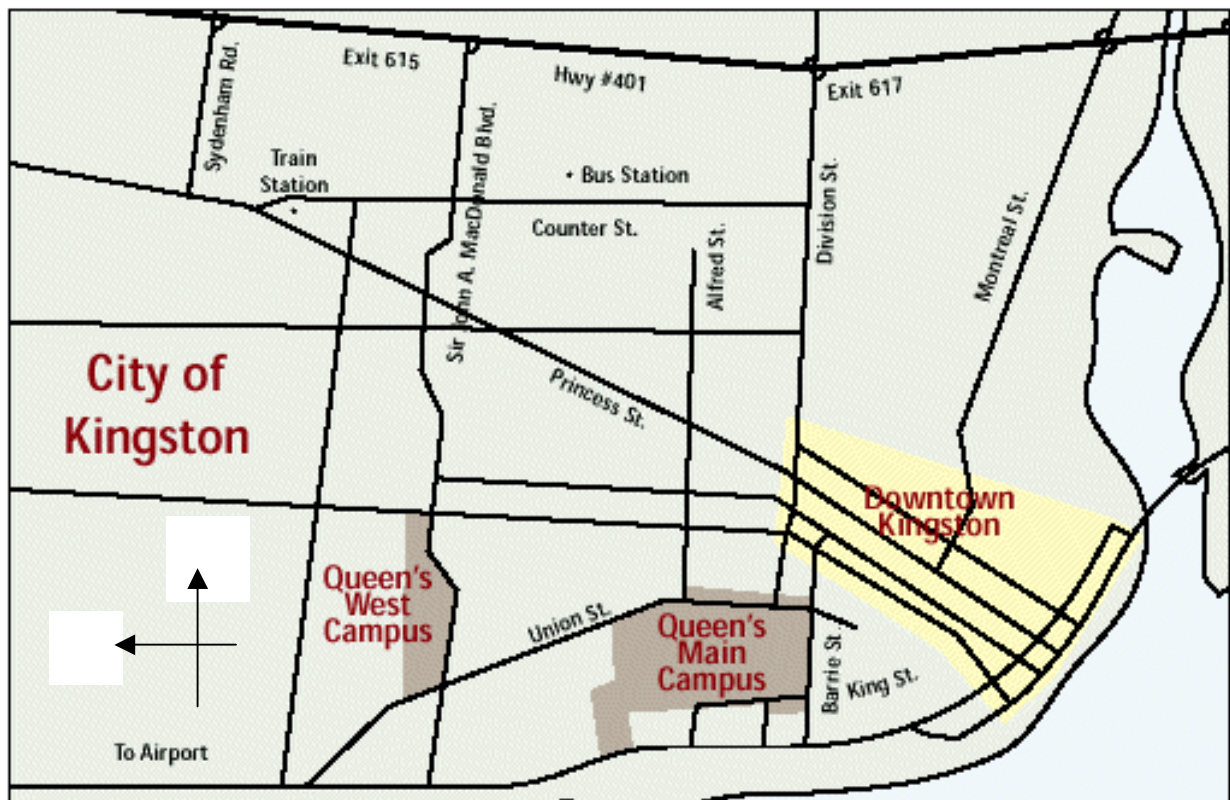 Sydenham Rd.
Exit 615
Hwy #401
Exit 617
Sir John A. MacDonald Blvd.
Train
Station
Bus Station
Division St.
Montreal St.
Counter St.
Alfred St.
City of
Kingston
Princess St.
Downtown
Kingston
Queen's
West
Campus
Union St.
Queen's
Main
Campus
Barrie St.
King St.
To Airport